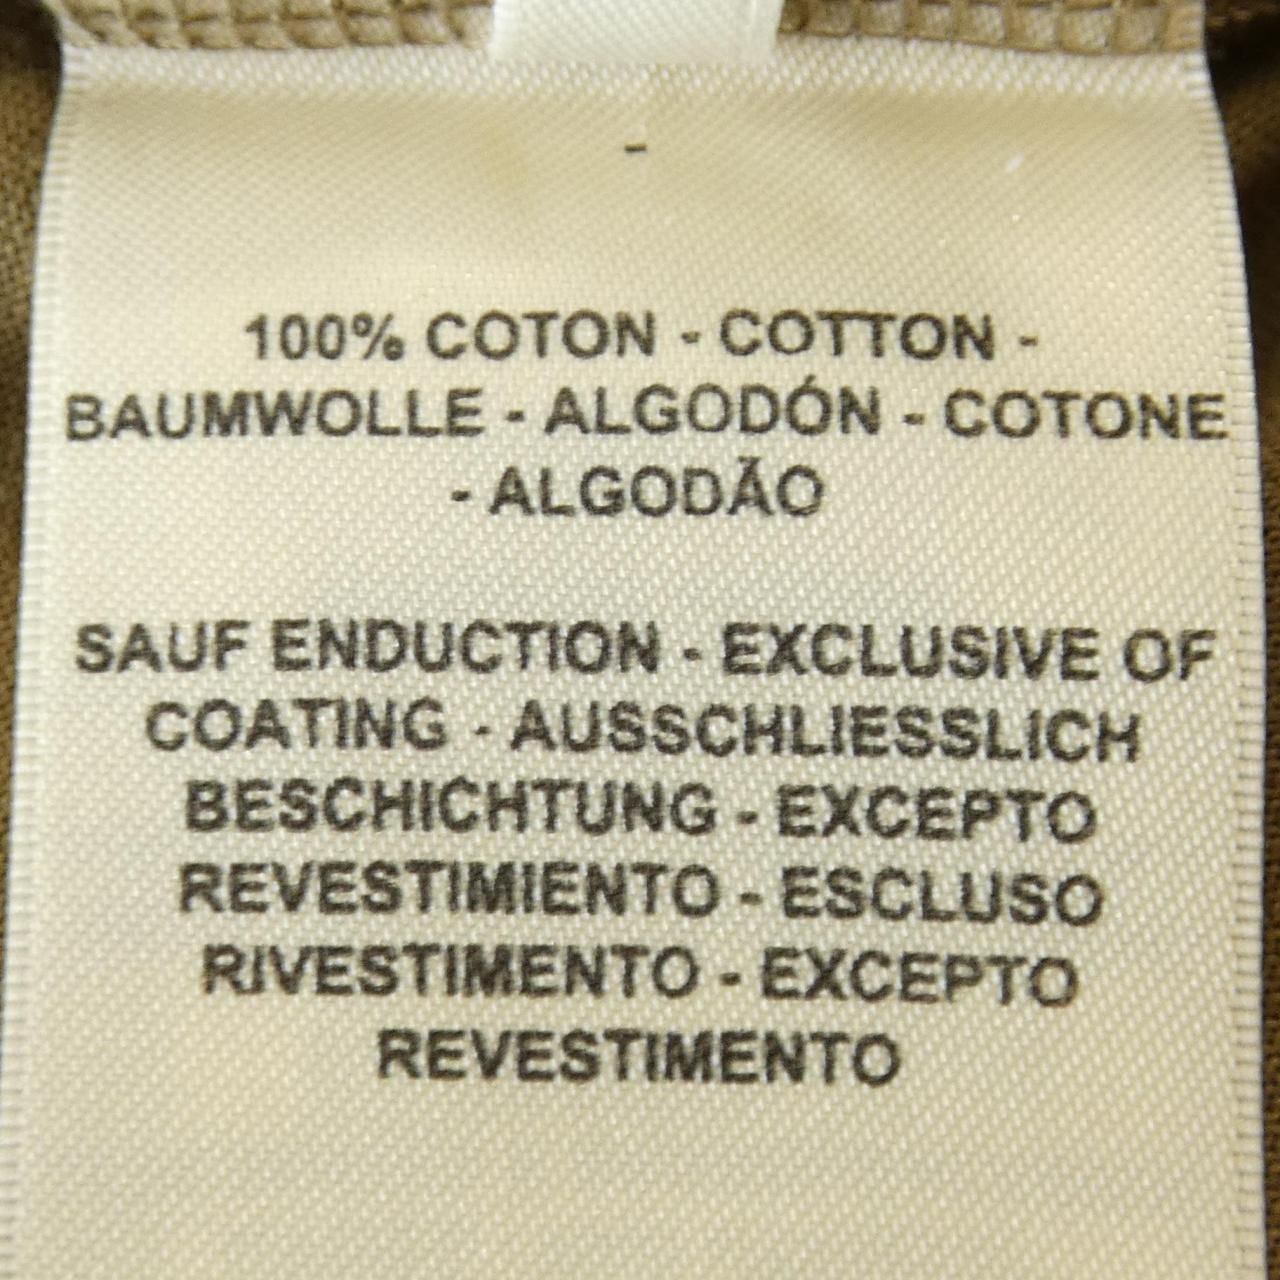 -
100% COTON - COTTON -
BAUMWOLLE - ALGODÓN - COTONE
- ALGODÃO
SAUF ENDUCTION - EXCLUSIVE OF
COATING - AUSSCHLIESSLICH
BESCHICHTUNG - EXCEPTO
REVESTIMIENTO - ESCLUSO
RIVESTIMENTO - EXCEPTO
REVESTIMENTO